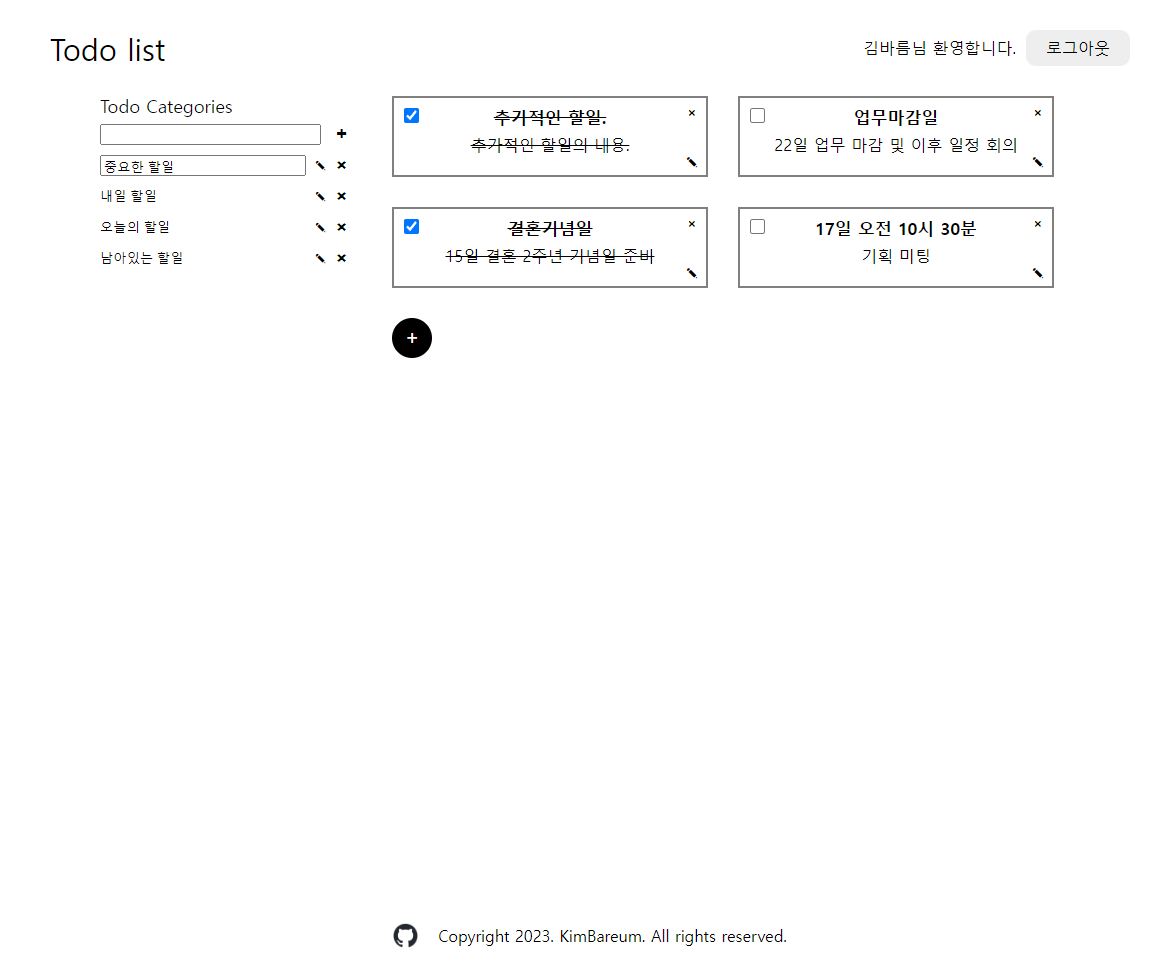 Todo list
김바름님 환영합니다.
로그아웃
Todo Categories
중요한 할일
내일 할일
오늘의 할일
남아있는 할일
추가적인 할일.
추가적인 할일의 내용.
업무마감일
22일 업무 마감 및 이후 일정 회의
결혼기념일
15일 결혼 2주년 기념일 준비
17일 오전 10시 30분
기획 미팅
Copyright 2023. KimBareum. All rights reserved.